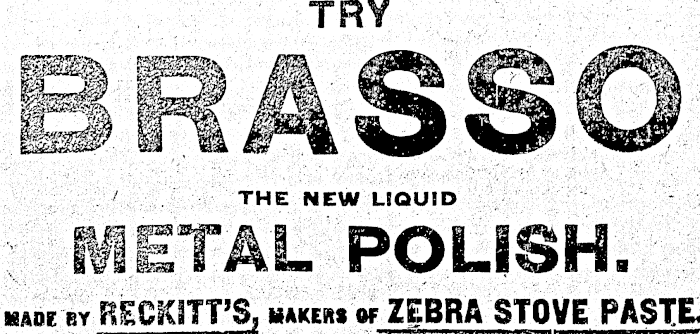 TRY
BRASSO
THE NEW LIQUID
METAL POLISH.
MADE BY RECKITT'S, MAKERS OF ZEBRA STOVE PASTE.